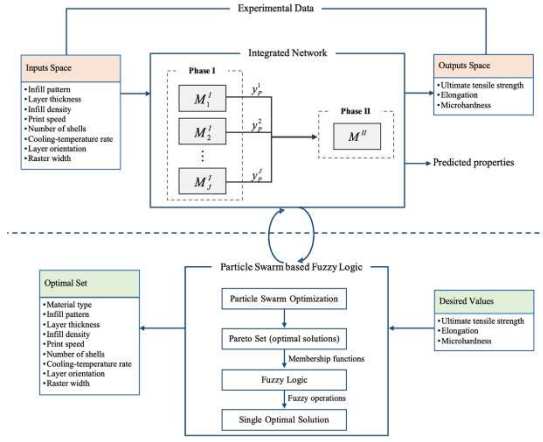 Experimental Data
Integrated Network
Inputs Space
• Infill pattern
• Layer thickness
• Infill density
• Print speed
• Number of shells
• Cooling-temperature rate
• Layer orientation
• Raster width
Phase I
M_1^I
y_P^1
M_2^I
y_P^2
⋮
M_J^I
y_P^J
Phase II
M^II
Outputs Space
• Ultimate tensile strength
• Elongation
• Microhardness
Predicted properties
Particle Swarm based Fuzzy Logic
Optimal Set
• Material type
• Infill pattern
• Layer thickness
• Infill density
• Print speed
• Number of shells
• Cooling-temperature rate
• Layer orientation
• Raster width
Particle Swarm Optimization
Pareto Set (optimal solutions)
Membership functions
Fuzzy Logic
Fuzzy operations
Single Optimal Solution
Desired Values
• Ultimate tensile strength
• Elongation
• Microhardness